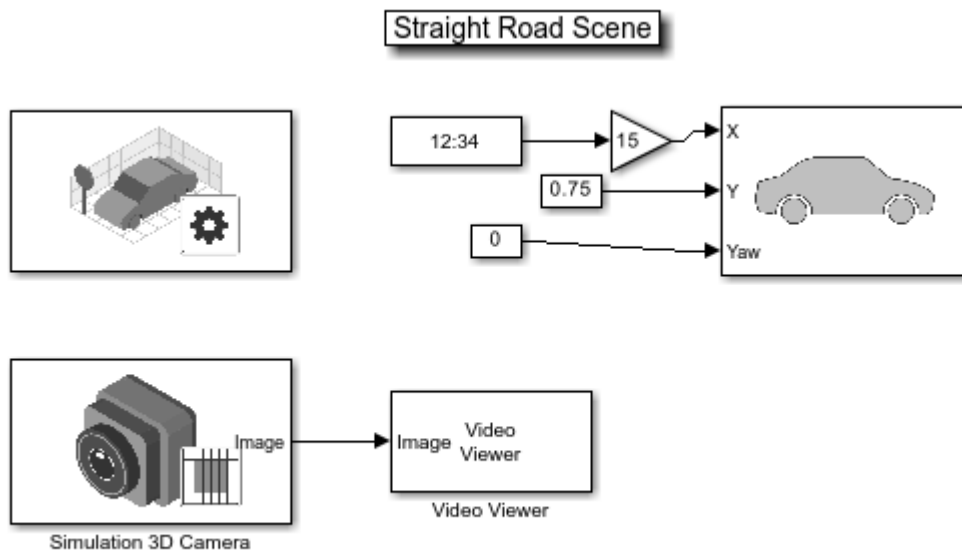 Straight Road Scene
12:34
15
X
0.75
Y
0
Yaw
Image
Image
Video
Viewer
Video Viewer
Simulation 3D Camera